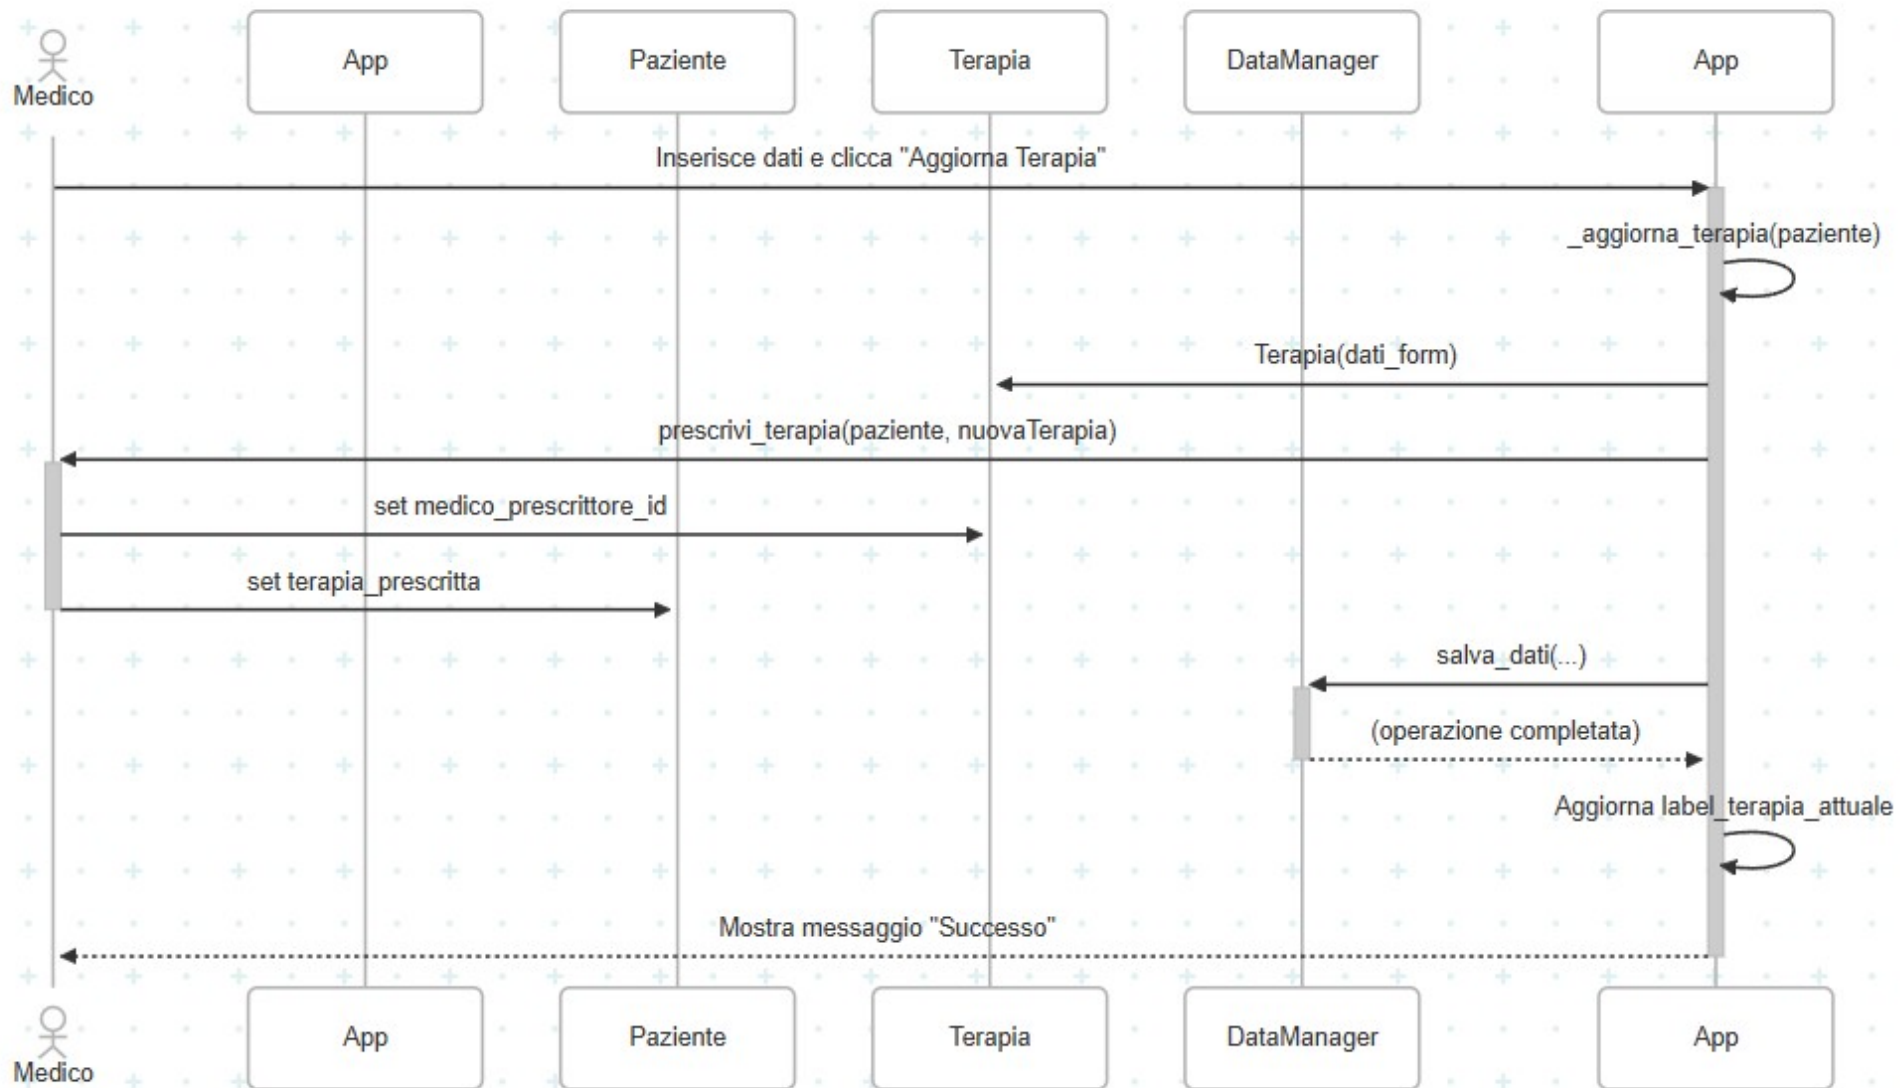 Medico
App
Paziente
Terapia
DataManager
App
Inserisce dati e clicca "Aggiorna Terapia"
_aggiorna_terapia(paziente)
Terapia(dati_form)
prescrivi_terapia(paziente, nuovaTerapia)
set medico_prescrittore_id
set terapia_prescritta
salva_dati(...)
(operazione completata)
Aggiorna label_terapia_attuale
Mostra messaggio "Successo"
Medico
App
Paziente
Terapia
DataManager
App